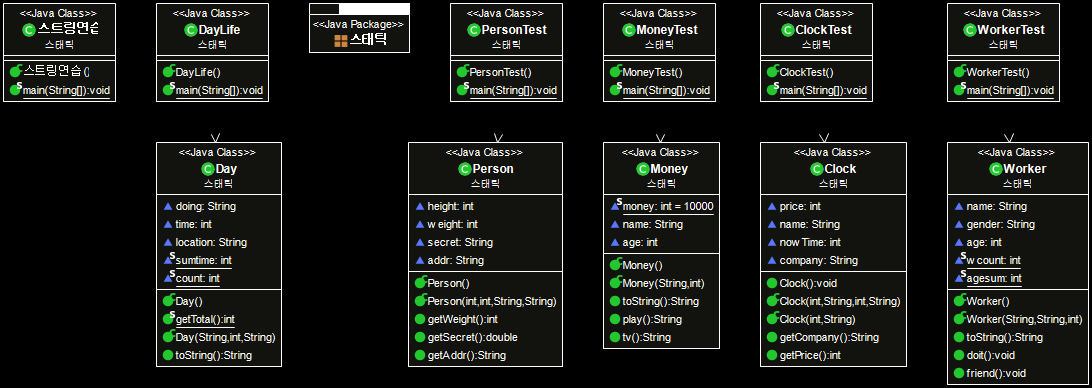 <<Java Class>>
스트링연습
스태틱
스트링연습()
main(String[]):void
<<Java Class>>
DayLife
스태틱
DayLife()
main(String[]):void
<<Java Package>>
스태틱
<<Java Class>>
PersonTest
스태틱
PersonTest()
main(String[]):void
<<Java Class>>
MoneyTest
스태틱
MoneyTest()
main(String[]):void
<<Java Class>>
ClockTest
스태틱
ClockTest()
main(String[]):void
<<Java Class>>
WorkerTest
스태틱
WorkerTest()
main(String[]):void
<<Java Class>>
Day
스태틱
doing: String
time: int
location: String
sumtime: int
count: int
Day()
getTotal():int
Day(String,int,String)
toString():String
<<Java Class>>
Person
스태틱
height: int
weight: int
secret: String
addr: String
Person()
Person(int,int,String,String)
getWeight():int
getSecret():double
getAddr():String
<<Java Class>>
Money
스태틱
money: int = 10000
name: String
age: int
Money()
Money(String,int)
toString():String
play():String
tv():String
<<Java Class>>
Clock
스태틱
price: int
name: String
nowTime: int
company: String
Clock():void
Clock(int,String,int,String)
Clock(int,String)
getCompany():String
getPrice():int
<<Java Class>>
Worker
스태틱
name: String
gender: String
age: int
wcount: int
agesum: int
Worker()
Worker(String,String,int)
toString():String
doit():void
friend():void